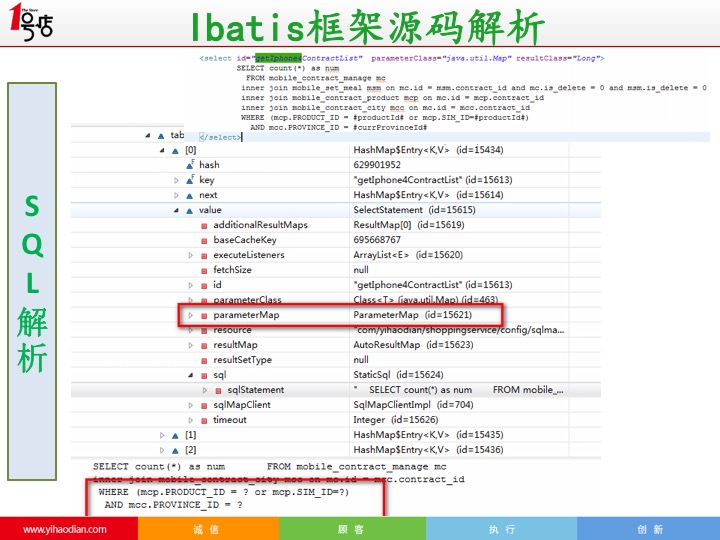 The Store
1号店
Ibatis框架源码解析
<select id="getIphone4ContractList" parameterClass="java.util.Map" resultClass="Long">
SELECT count(*) as num
FROM mobile_contract_manage mc
inner join mobile_set_meal msm on mc.id = msm.contract_id and mc.is_delete = 0 and msm.is_delete = 0
inner join mobile_contract_product mcp on mc.id = mcp.contract_id
inner join mobile_contract_city mcc on mc.id = mcc.contract_id
WHERE (mcp.PRODUCT_ID = #productId# or mcp.SIM_ID=#productId#)
AND mcc.PROVINCE_ID = #currProvinceId#
</select>
SQL解析
tab
[0] HashMap$Entry<K,V> (id=15434)
hash 629901952
key "getIphone4ContractList" (id=15613)
next HashMap$Entry<K,V> (id=15614)
value SelectStatement (id=15615)
additionalResultMaps ResultMap[0] (id=15619)
baseCacheKey 695668767
executeListeners ArrayList<E> (id=15620)
fetchSize null
id "getIphone4ContractList" (id=15613)
parameterClass Class<T> (java.util.Map) (id=463)
parameterMap ParameterMap (id=15621)
resource "com/yihaodian/shoppingservice/config/sqlma...
resultMap AutoResultMap (id=15623)
resultSetType null
sql StaticSql (id=15624)
sqlStatement " SELECT count(*) as num FROM mobile_...
sqlMapClient SqlMapClientImpl (id=704)
timeout Integer (id=15626)
[1] HashMap$Entry<K,V> (id=15435)
[2] HashMap$Entry<K,V> (id=15436)
SELECT count(*) as num FROM mobile_contract_manage mc
inner join mobile_contract_city mcc on mc.id = mcc.contract_id
WHERE (mcp.PRODUCT_ID = ? or mcp.SIM_ID=?)
AND mcc.PROVINCE_ID = ?
www.yihaodian.com 诚 信 顾 客 执 行 创 新